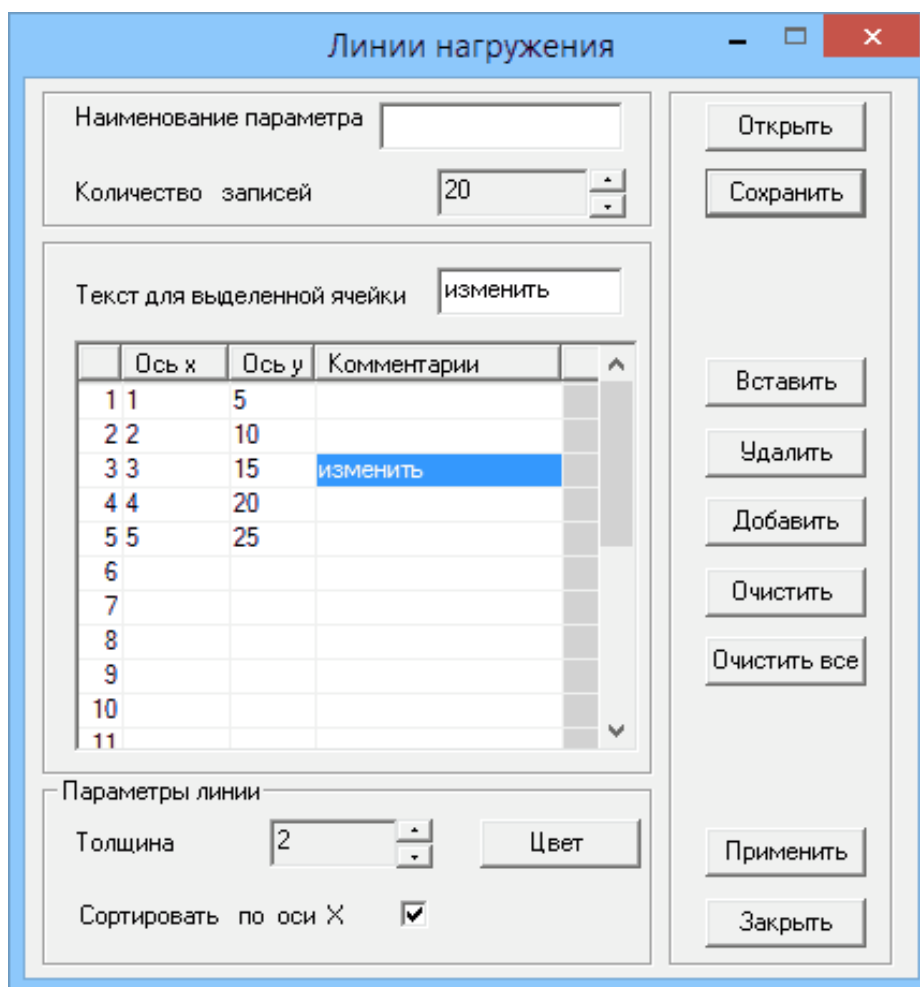 Линии нагружения
Наименование параметра
Открыть
Количество записей 20
Сохранить
Текст для выделенной ячейки изменить
Ось x Ось y Комментарии
1 1 5
2 2 10
3 3 15 изменить
4 4 20
5 5 25
6
7
8
9
10
11
Вставить
Удалить
Добавить
Очистить
Очистить все
Параметры линии
Толщина 2 Цвет
Сортировать по оси X
Применить
Закрыть